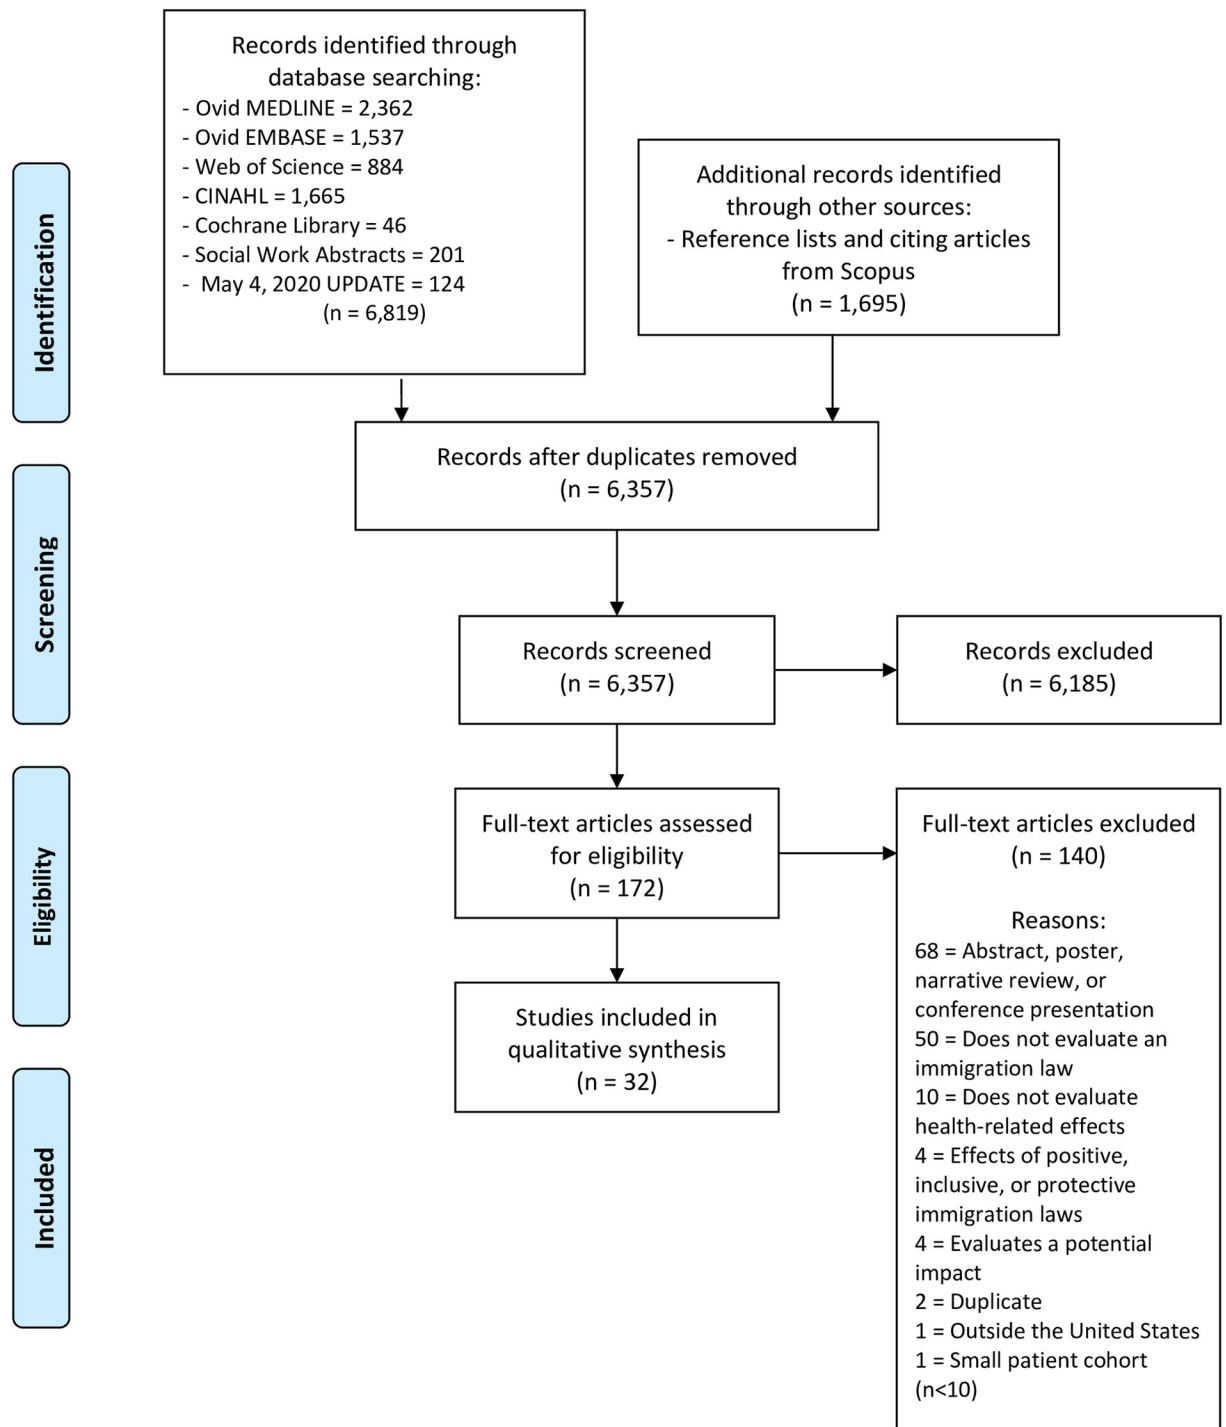 Records identified through
database searching:
- Ovid MEDLINE = 2,362
- Ovid EMBASE = 1,537
- Web of Science = 884
- CINAHL = 1,665
- Cochrane Library = 46
- Social Work Abstracts = 201
- May 4, 2020 UPDATE = 124
(n = 6,819)
Additional records identified
through other sources:
- Reference lists and citing articles
from Scopus
(n = 1,695)
Identification
Records after duplicates removed
(n = 6,357)
Screening
Records screened
(n = 6,357)
Records excluded
(n = 6,185)
Eligibility
Full-text articles assessed
for eligibility
(n = 172)
Full-text articles excluded
(n = 140)
Reasons:
68 = Abstract, poster,
narrative review, or
conference presentation
50 = Does not evaluate an
immigration law
10 = Does not evaluate
health-related effects
4 = Effects of positive,
inclusive, or protective
immigration laws
4 = Evaluates a potential
impact
2 = Duplicate
1 = Outside the United States
1 = Small patient cohort
(n<10)
Included
Studies included in
qualitative synthesis
(n = 32)